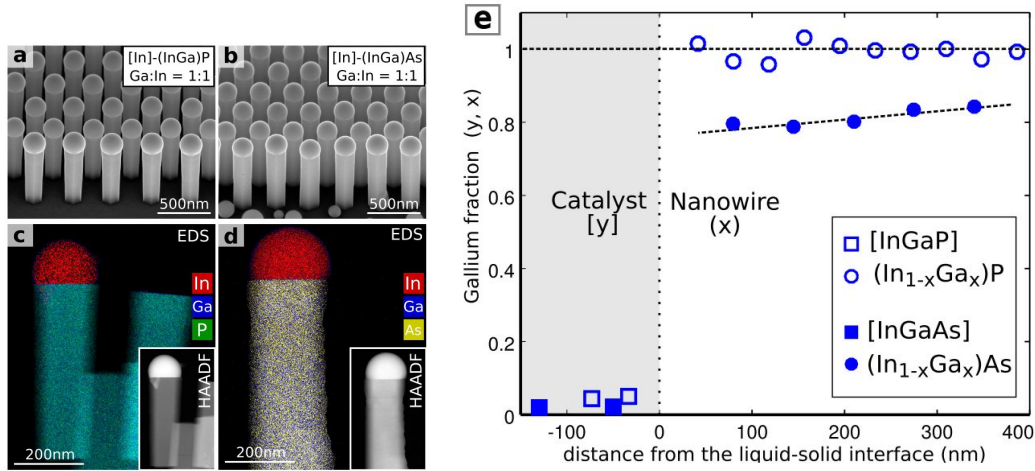 a
[In]-(InGa)P
Ga:In = 1:1
500nm
b
[In]-(InGa)As
Ga:In = 1:1
500nm
c
EDS
In
Ga
P
HAADF
200nm
d
EDS
In
Ga
As
HAADF
200nm
e
Gallium fraction (y, x)
1
0.8
0.6
0.4
0.2
0
Catalyst
[y]
Nanowire
(x)
[InGaP]
(In1-xGax)P
[InGaAs]
(In1-xGax)As
-100 0 100 200 300 400
distance from the liquid-solid interface (nm)